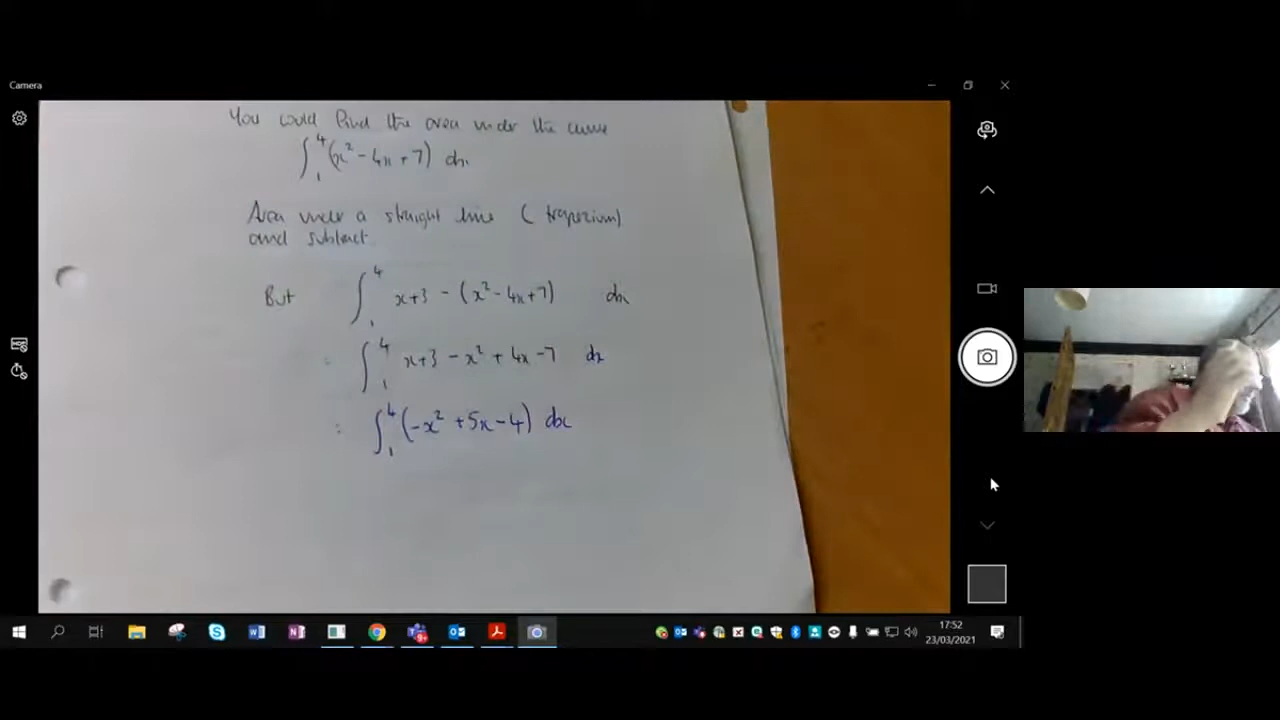 Camera
You would find the area under the curve
∫₁⁴ (x² - 4x + 7) dx
Area under a straight line ( trapezium)
and subtract.
But ∫₁⁴ x+3 - (x² - 4x + 7) dx
: ∫₁⁴ x+3 - x² + 4x - 7 dx
: ∫₁⁴ (-x² + 5x - 4) dx
17:52
23/03/2021